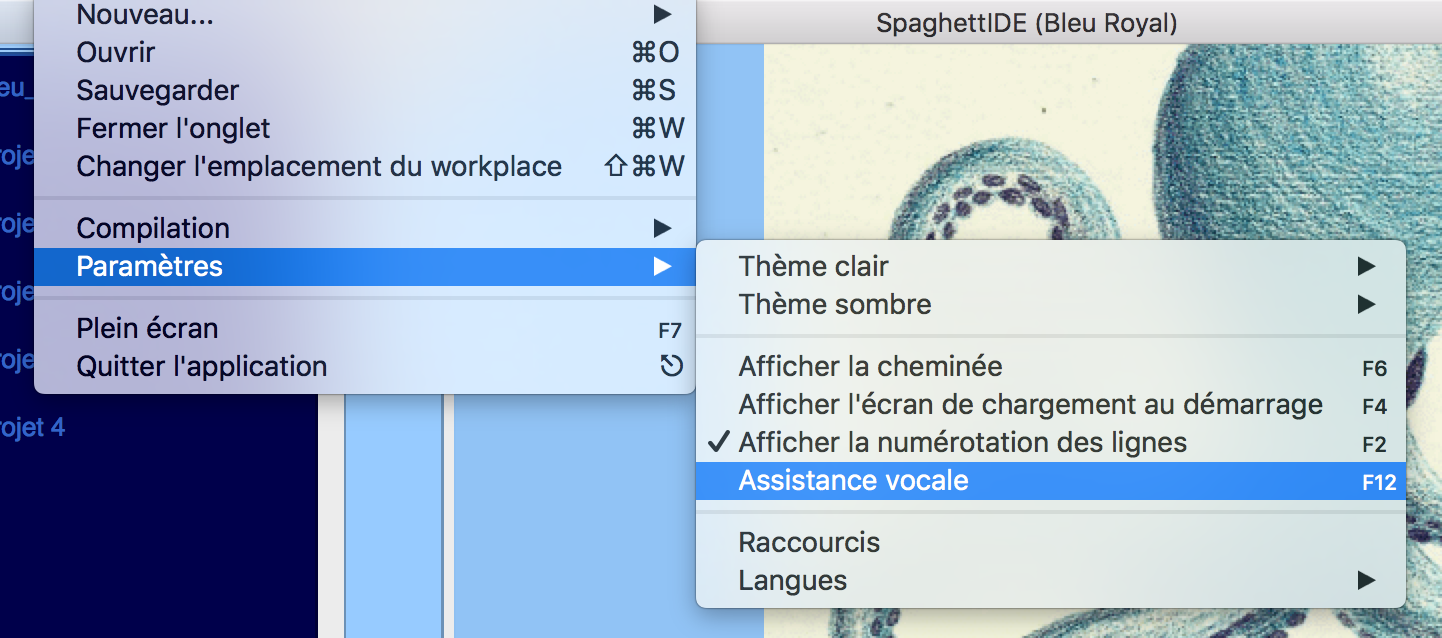 Nouveau... ▶
SpaghettIDE (Bleu Royal)
Ouvrir ⌘O
Sauvegarder ⌘S
Fermer l'onglet ⌘W
Changer l'emplacement du workplace ⇧⌘W
Compilation ▶
Paramètres ▶
Plein écran F7
Quitter l'application ⎋
Thème clair ▶
Thème sombre ▶
Afficher la cheminée F6
Afficher l'écran de chargement au démarrage F4
✓ Afficher la numérotation des lignes F2
Assistance vocale F12
Raccourcis
Langues ▶
eu_
roje
roje
roje
roje
rojet 4